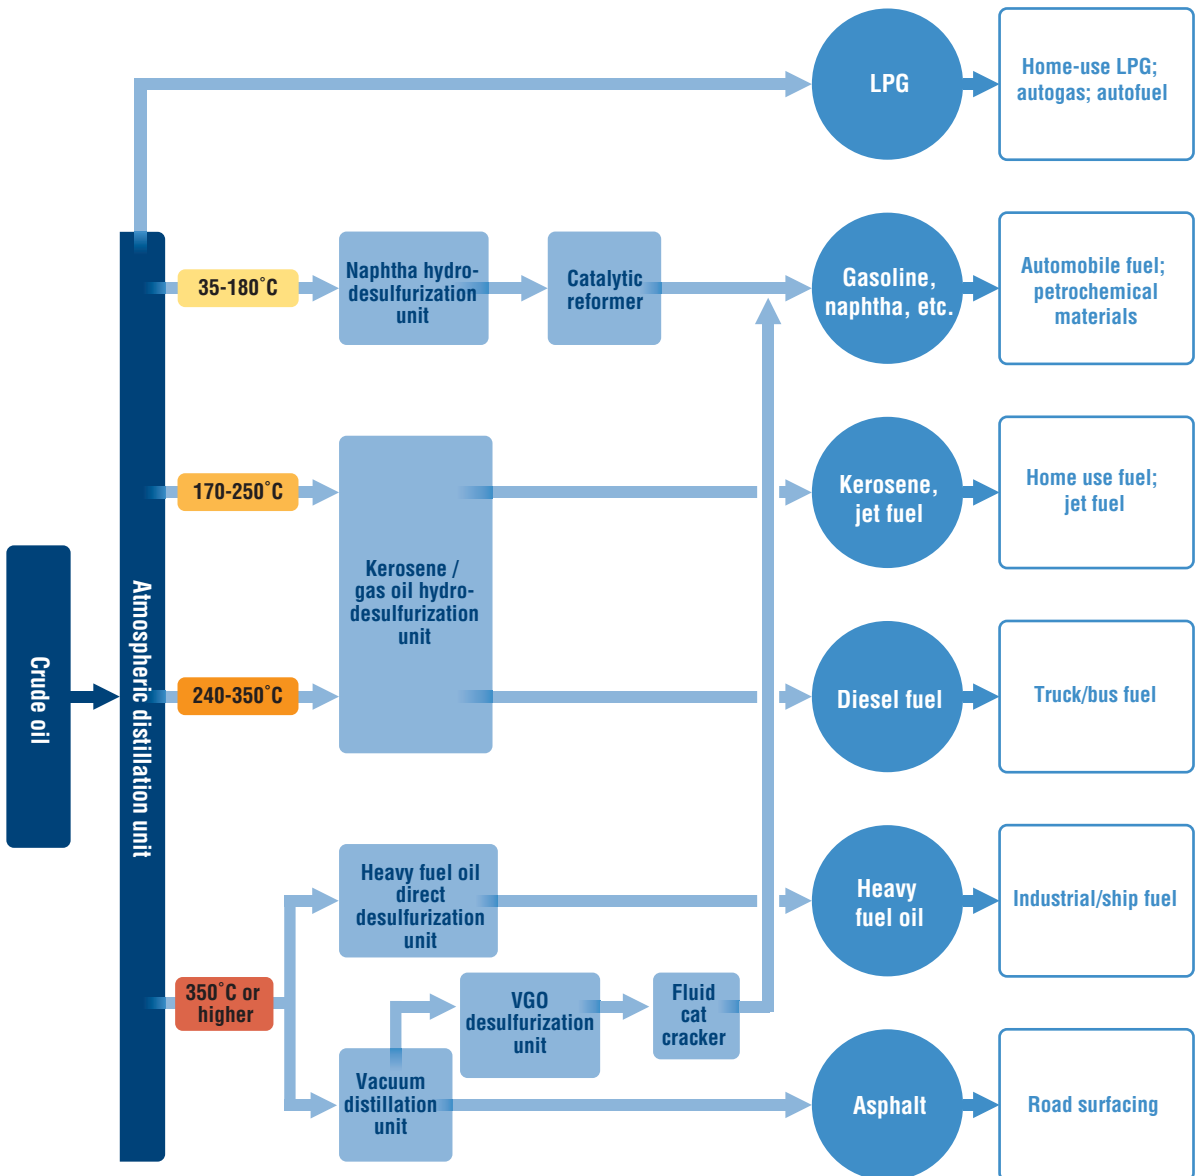 LPG
Home-use LPG;
autogas; autofuel
35-180˚C
Naphtha hydro-
desulfurization
unit
Catalytic
reformer
Gasoline,
naphtha, etc.
Automobile fuel;
petrochemical
materials
170-250˚C
Kerosene /
gas oil hydro-
desulfurization
unit
Kerosene,
jet fuel
Home use fuel;
jet fuel
Crude oil
Atmospheric distillation unit
240-350˚C
Diesel fuel
Truck/bus fuel
Heavy fuel oil
direct
desulfurization
unit
Heavy
fuel oil
Industrial/ship fuel
350˚C or
higher
VGO
desulfurization
unit
Fluid
cat
cracker
Vacuum
distillation
unit
Asphalt
Road surfacing